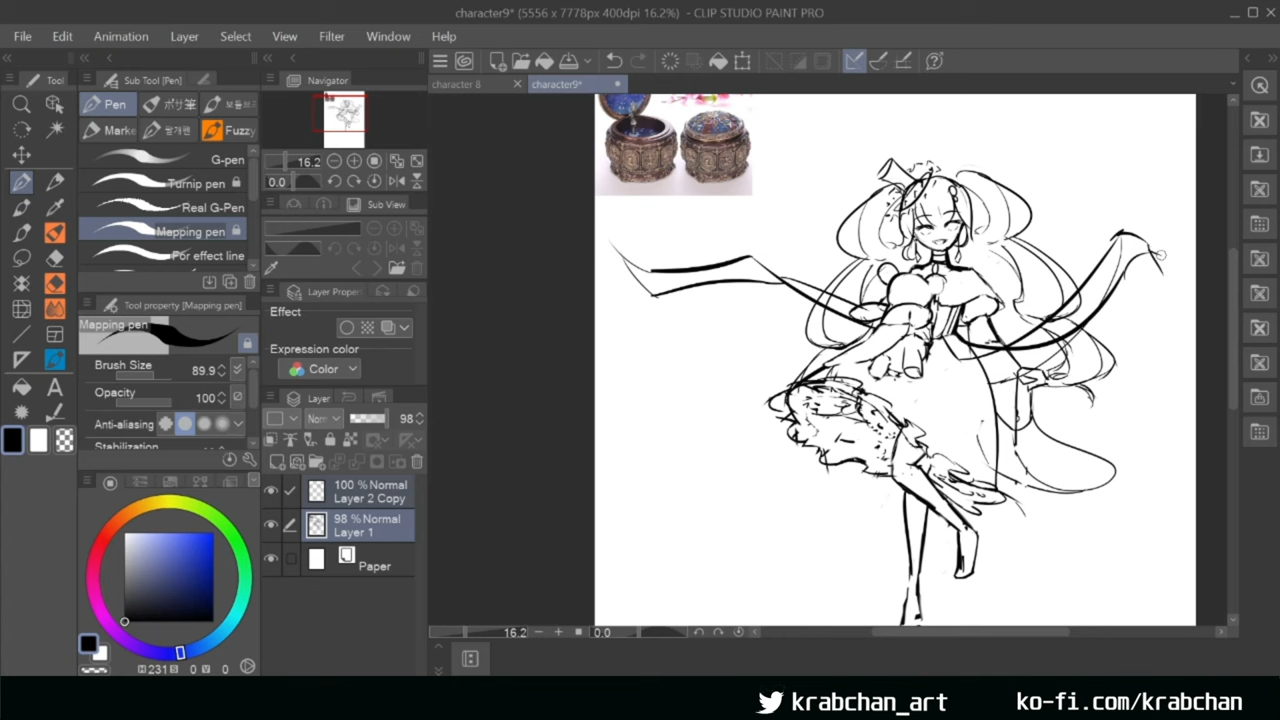 character9* (5556 x 7778px 400dpi 16.2%) - CLIP STUDIO PAINT PRO
File Edit Animation Layer Select View Filter Window Help
Tool
Sub Tool [Pen]
Navigator
character 8
character9*
Pen
Marke
Fuzzy
G-pen
Turnip pen
Real G-Pen
Mapping pen
For effect line
16.2
0.0
Sub View
Tool property [Mapping pen]
Mapping pen
Brush Size 89.9
Opacity 100
Anti-aliasing
Stabilization
Layer Proper
Effect
Expression color
Color
Layer
Norm 98
100 % Normal
Layer 2 Copy
98 % Normal
Layer 1
Paper
H 231 S 0 V 0
16.2 0.0
krabchan_art ko-fi.com/krabchan